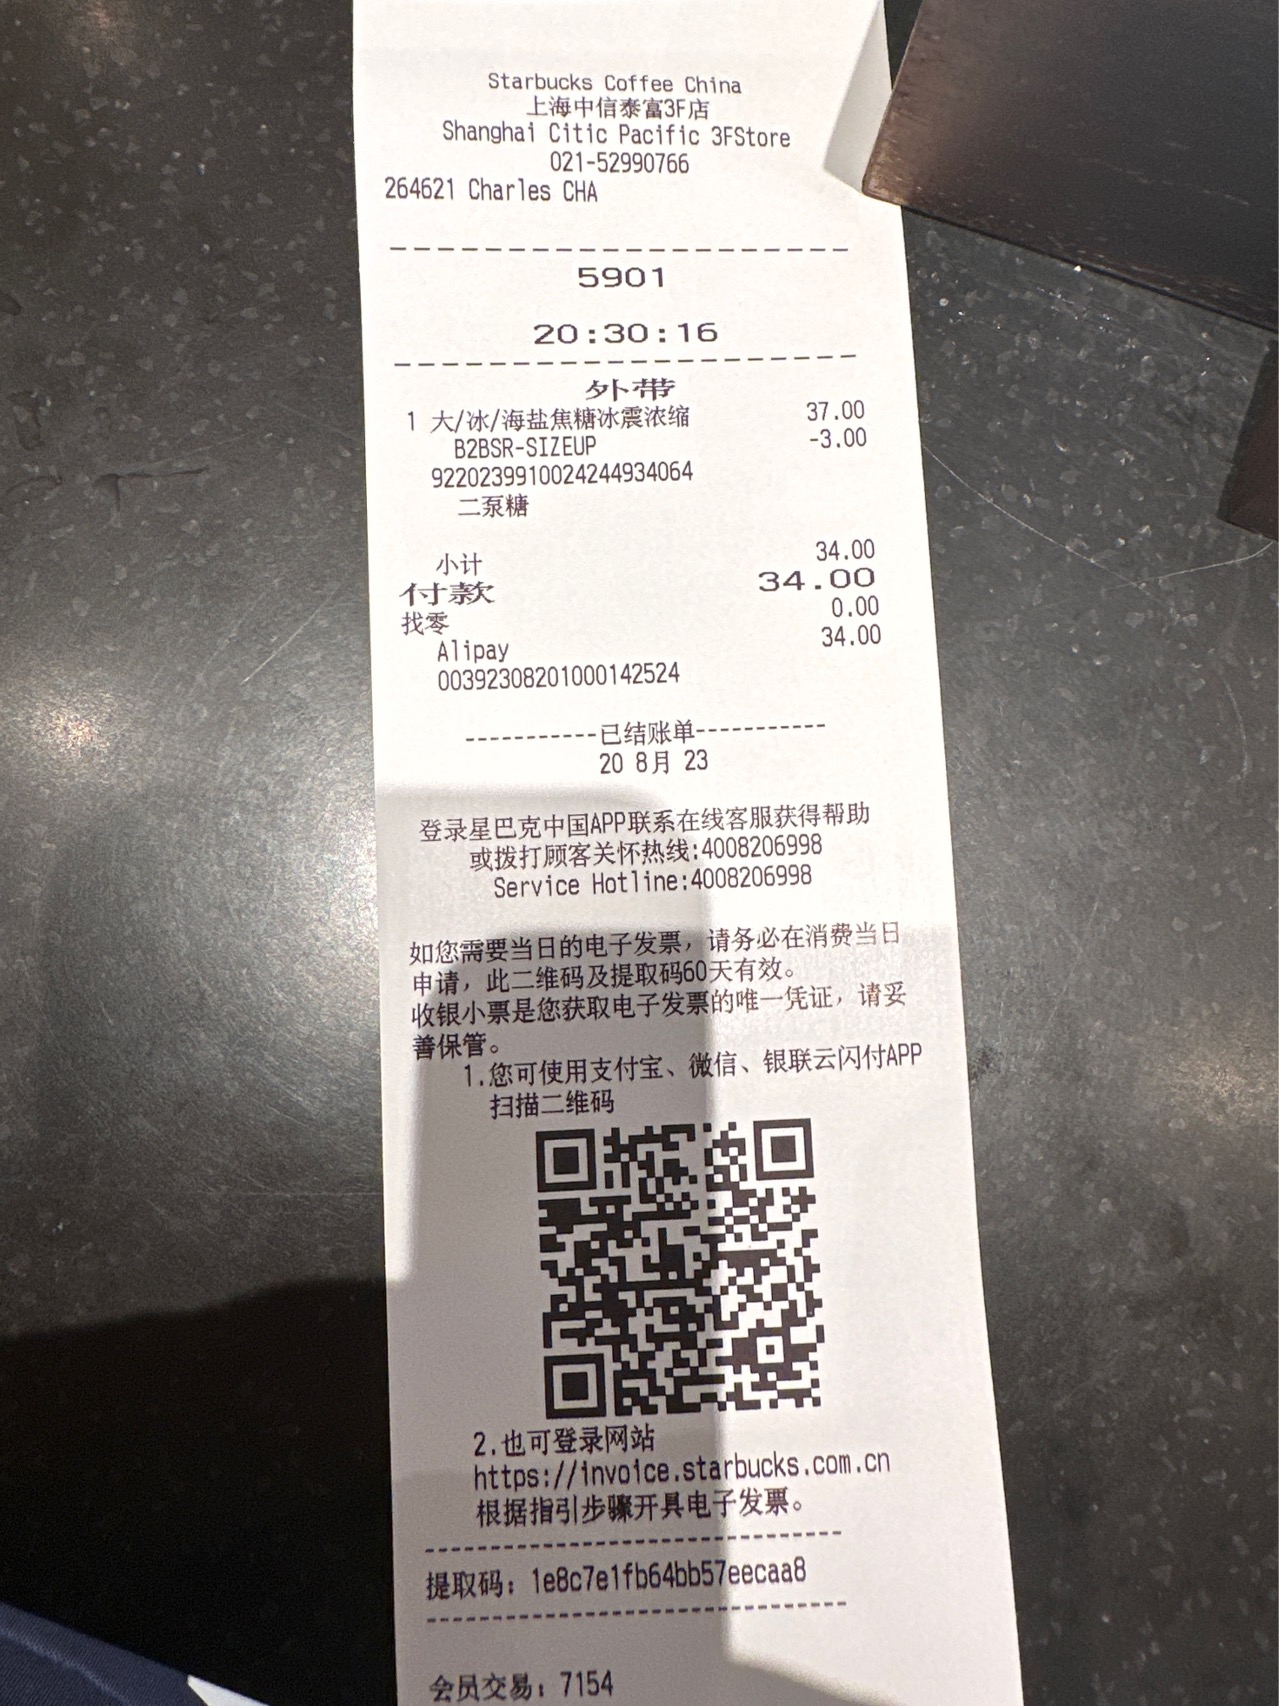 Starbucks Coffee China
上海中信泰富3F店
Shanghai Citic Pacific 3FStore
021-52990766
264621 Charles CHA
5901
20:30:16
外带
1 大/冰/海盐焦糖冰震浓缩 37.00
B2BSR-SIZEUP -3.00
9220239910024244934064
二泵糖
小计 34.00
付款 34.00
找零 0.00
Alipay 34.00
00392308201000142524
-----------已结账单-----------
20 8月 23
登录星巴克中国APP联系在线客服获得帮助
或拨打顾客关怀热线:4008206998
Service Hotline:4008206998
如您需要当日的电子发票，请务必在消费当日
申请，此二维码及提取码60天有效。
收银小票是您获取电子发票的唯一凭证，请妥
善保管。
1.您可使用支付宝、微信、银联云闪付APP
扫描二维码
2.也可登录网站
https://invoice.starbucks.com.cn
根据指引步骤开具电子发票。
提取码：1e8c7e1fb64bb57eecaa8
会员交易：7154